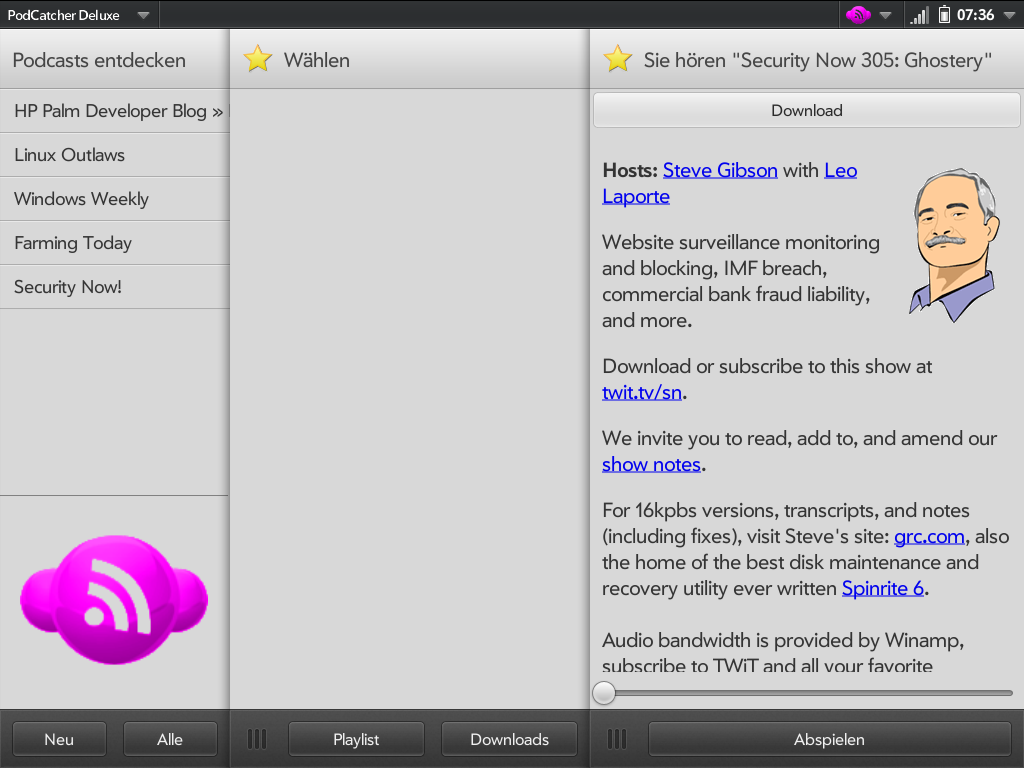 PodCatcher Deluxe
07:36
Podcasts entdecken
HP Palm Developer Blog »
Linux Outlaws
Windows Weekly
Farming Today
Security Now!
Neu
Alle
Wählen
Playlist
Downloads
Sie hören "Security Now 305: Ghostery"
Download
Hosts: Steve Gibson with Leo
Laporte
Website surveillance monitoring
and blocking, IMF breach,
commercial bank fraud liability,
and more.
Download or subscribe to this show at
twit.tv/sn.
We invite you to read, add to, and amend our
show notes.
For 16kpbs versions, transcripts, and notes
(including fixes), visit Steve's site: grc.com, also
the home of the best disk maintenance and
recovery utility ever written Spinrite 6.
Audio bandwidth is provided by Winamp,
subscribe to TWiT and all your favorite
Abspielen